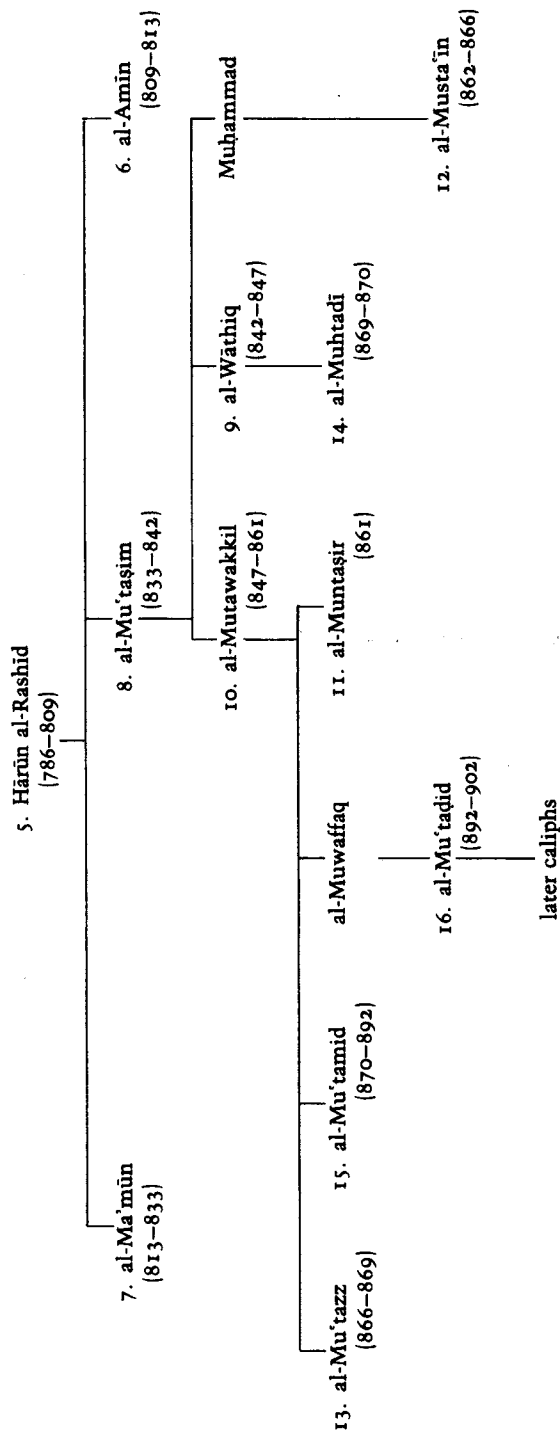 5. Hārūn al-Rashīd
(786–809)
7. al-Ma’mūn
(813–833)
8. al-Mu‘taṣim
(833–842)
6. al-Amīn
(809–813)
10. al-Mutawakkil
(847–861)
9. al-Wāthiq
(842–847)
Muḥammad
13. al-Mu‘tazz
(866–869)
15. al-Mu‘tamid
(870–892)
al-Muwaffaq
11. al-Muntaṣir
(861)
14. al-Muhtadī
(869–870)
16. al-Mu‘taḍid
(892–902)
12. al-Musta‘īn
(862–866)
later caliphs